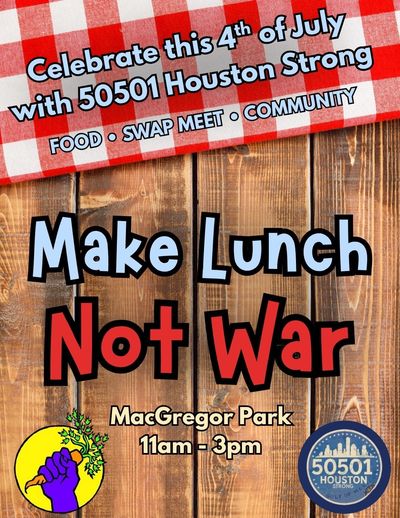 Celebrate this 4th of July
with 50501 Houston Strong
FOOD • SWAP MEET • COMMUNITY
Make Lunch
Not War
MacGregor Park
11am - 3pm
50501
HOUSTON
STRONG